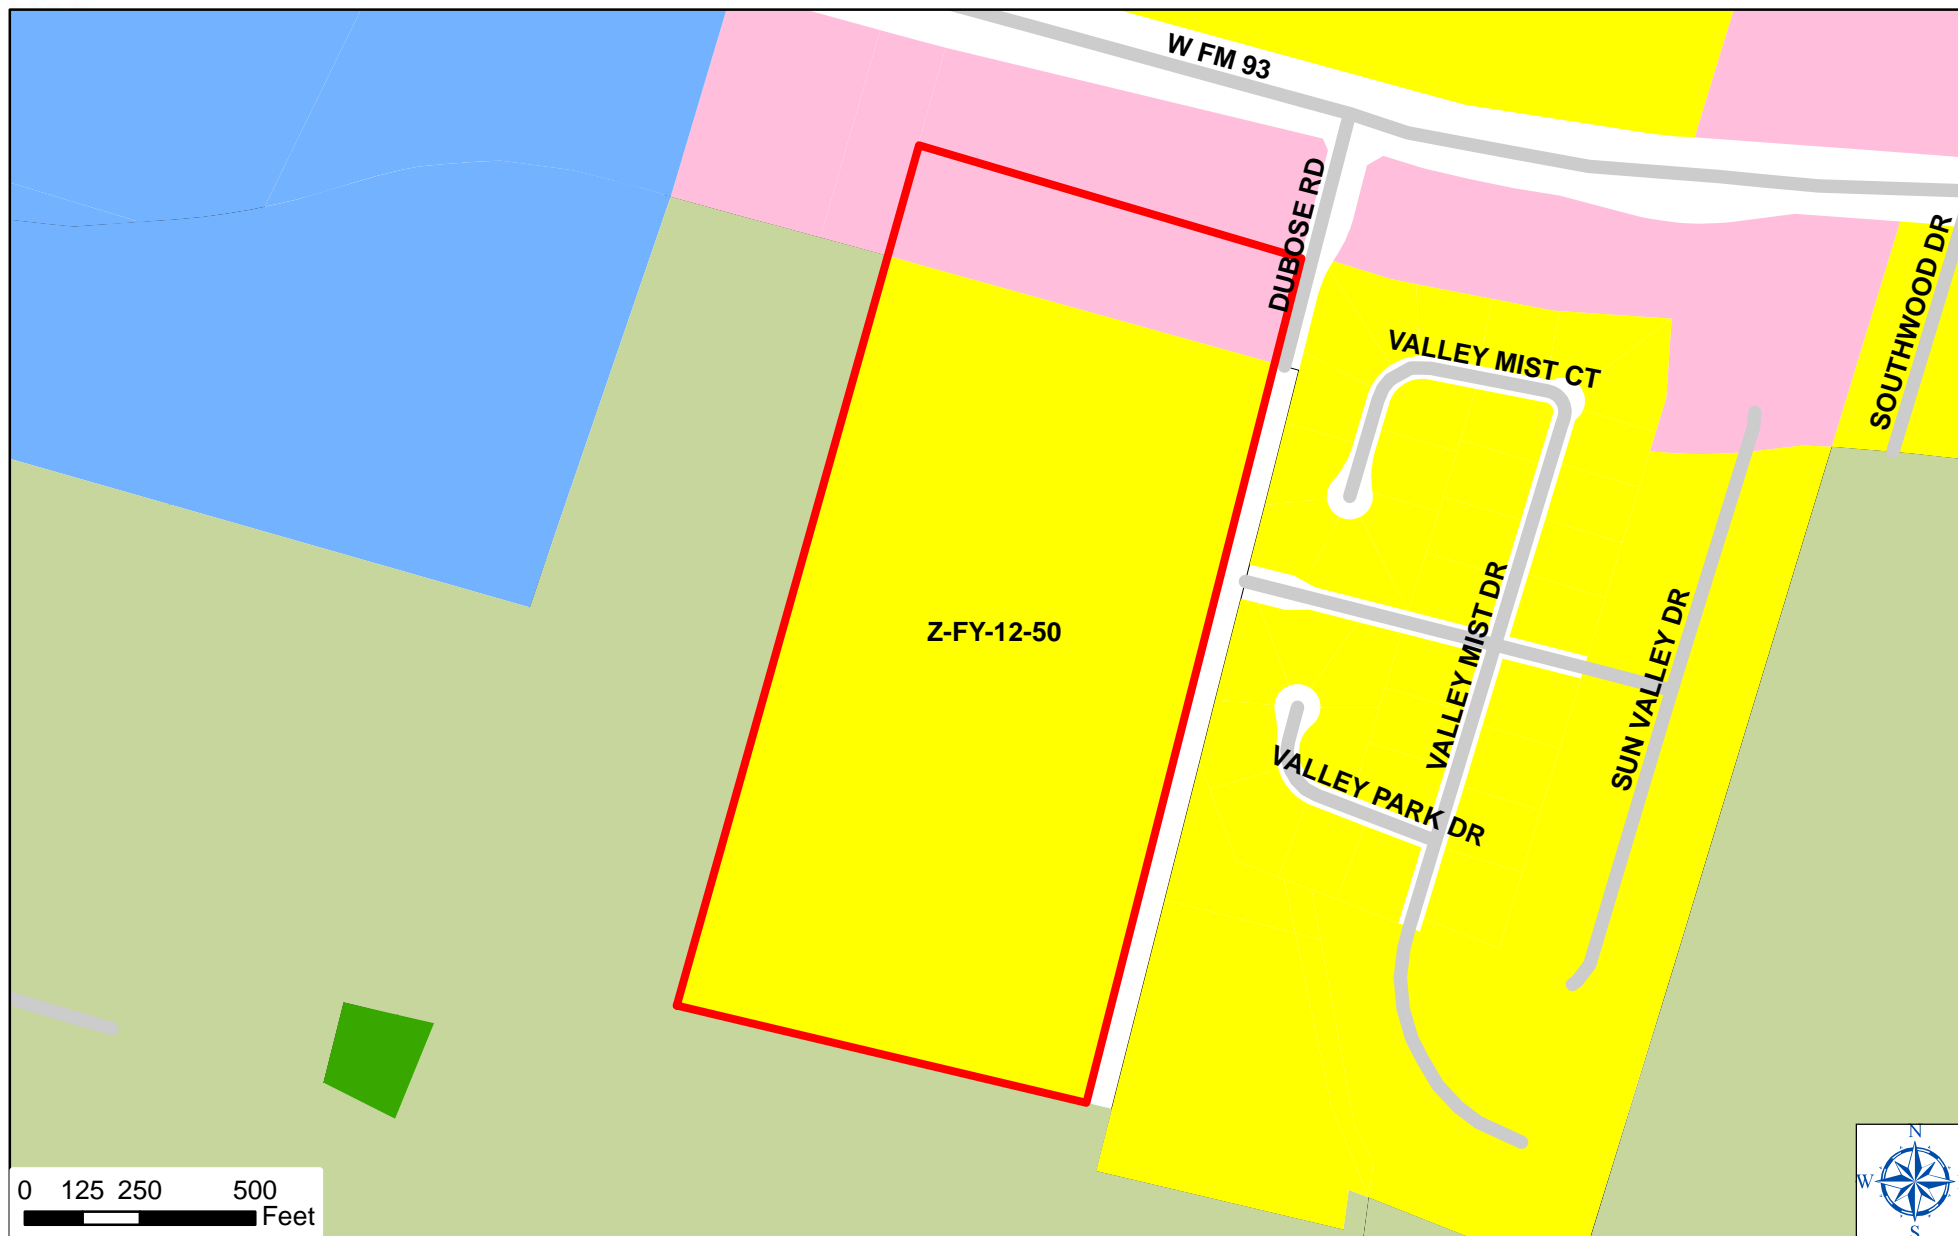 W FM 93
DUBOSE RD
SOUTHWOOD DR
VALLEY MIST CT
Z-FY-12-50
VALLEY MIST DR
SUN VALLEY DR
VALLEY PARK DR
0 125 250 500
Feet
N
W
S